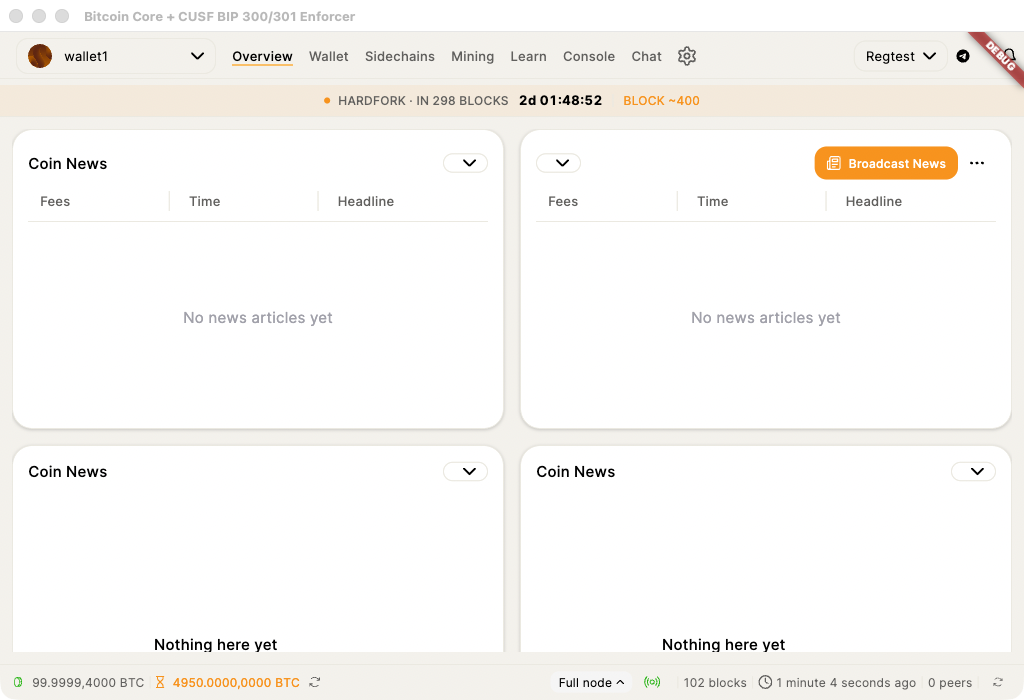 Bitcoin Core + CUSF BIP 300/301 Enforcer
wallet1 Overview Wallet Sidechains Mining Learn Console Chat Regtest DEBUG
HARDFORK · IN 298 BLOCKS 2d 01:48:52 BLOCK ~400
Coin News
Fees Time Headline
No news articles yet
Broadcast News
Fees Time Headline
No news articles yet
Coin News
Nothing here yet
Coin News
Nothing here yet
99.9999,4000 BTC 4950.0000,0000 BTC Full node 102 blocks 1 minute 4 seconds ago 0 peers